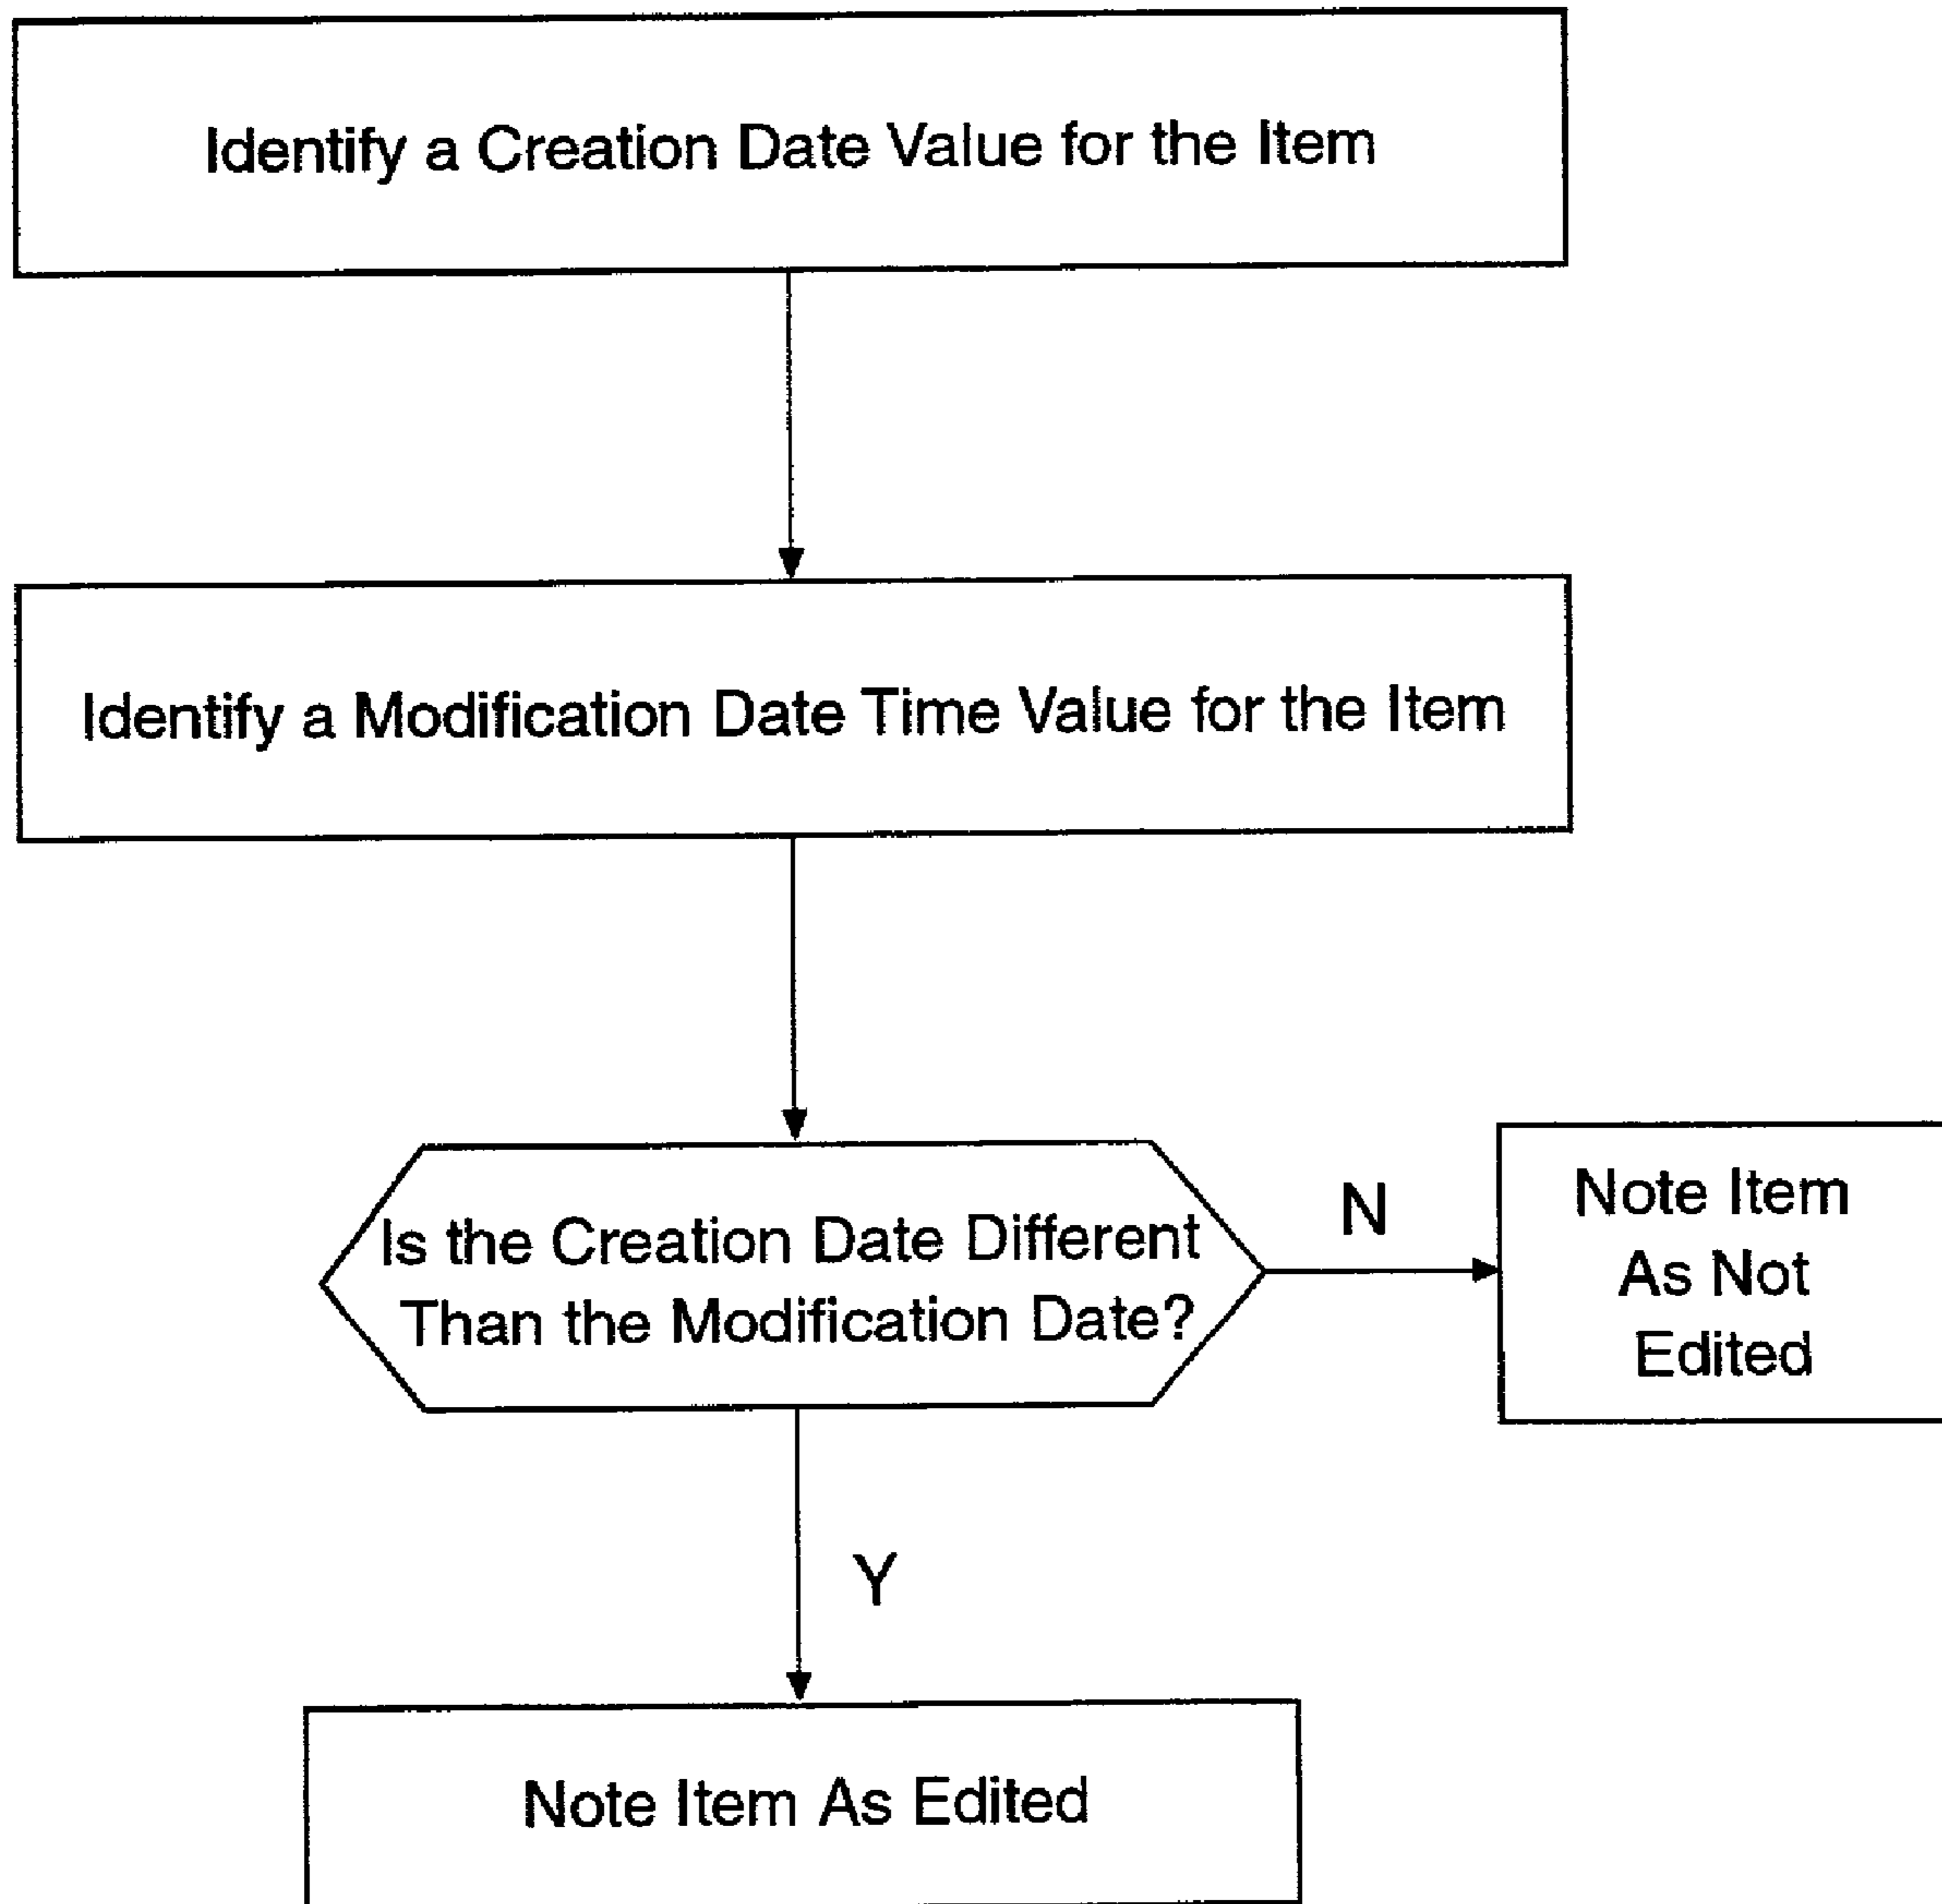 Identify a Creation Date Value for the Item
Identify a Modification Date Time Value for the Item
Is the Creation Date Different
Than the Modification Date?
N
Note Item
As Not
Edited
Y
Note Item As Edited